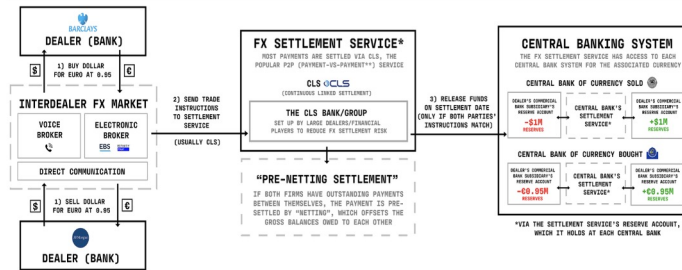 BARCLAYS
DEALER (BANK)
1) BUY DOLLAR
FOR EURO AT 0.95
$
€
INTERDEALER FX MARKET
VOICE
BROKER
ELECTRONIC
BROKER
EBS
DIRECT COMMUNICATION
$
1) SELL DOLLAR
FOR EURO AT 0.95
€
DEALER (BANK)
2) SEND TRADE
INSTRUCTIONS
TO SETTLEMENT
SERVICE
(USUALLY CLS)
FX SETTLEMENT SERVICE*
MOST PAYMENTS ARE SETTLED VIA CLS, THE
POPULAR P2P (PAYMENT-VS-PAYMENT**) SERVICE
CLS CLS
(CONTINUOUS LINKED SETTLEMENT)
THE CLS BANK/GROUP
SET UP BY LARGE DEALERS/FINANCIAL
PLAYERS TO REDUCE FX SETTLEMENT RISK
"PRE-NETTING SETTLEMENT"
IF BOTH FIRMS HAVE OUTSTANDING PAYMENTS
BETWEEN THEMSELVES, THE PAYMENT IS PRE-
SETTLED BY "NETTING", WHICH OFFSETS THE
GROSS BALANCES OWED TO EACH OTHER
3) RELEASE FUNDS
ON SETTLEMENT DATE
(ONLY IF BOTH PARTIES'
INSTRUCTIONS MATCH)
CENTRAL BANKING SYSTEM
THE FX SETTLEMENT SERVICE HAS ACCESS TO EACH
CENTRAL BANK SYSTEM FOR THE ASSOCIATED CURRENCY
CENTRAL BANK OF CURRENCY SOLD
DEALER'S COMMERCIAL
BANK SUBSIDIARY'S
RESERVE ACCOUNT
-$1M
RESERVES
CENTRAL BANK'S
SETTLEMENT
SERVICE*
DEALER'S COMMERCIAL
BANK SUBSIDIARY'S
RESERVE ACCOUNT
+$1M
RESERVES
CENTRAL BANK OF CURRENCY BOUGHT
DEALER'S COMMERCIAL
BANK SUBSIDIARY'S
RESERVE ACCOUNT
-€0.95M
RESERVES
CENTRAL BANK'S
SETTLEMENT
SERVICE*
DEALER'S COMMERCIAL
BANK SUBSIDIARY'S
RESERVE ACCOUNT
+€0.95M
RESERVES
*VIA THE SETTLEMENT SERVICE'S RESERVE ACCOUNT,
WHICH IT HOLDS AT EACH CENTRAL BANK